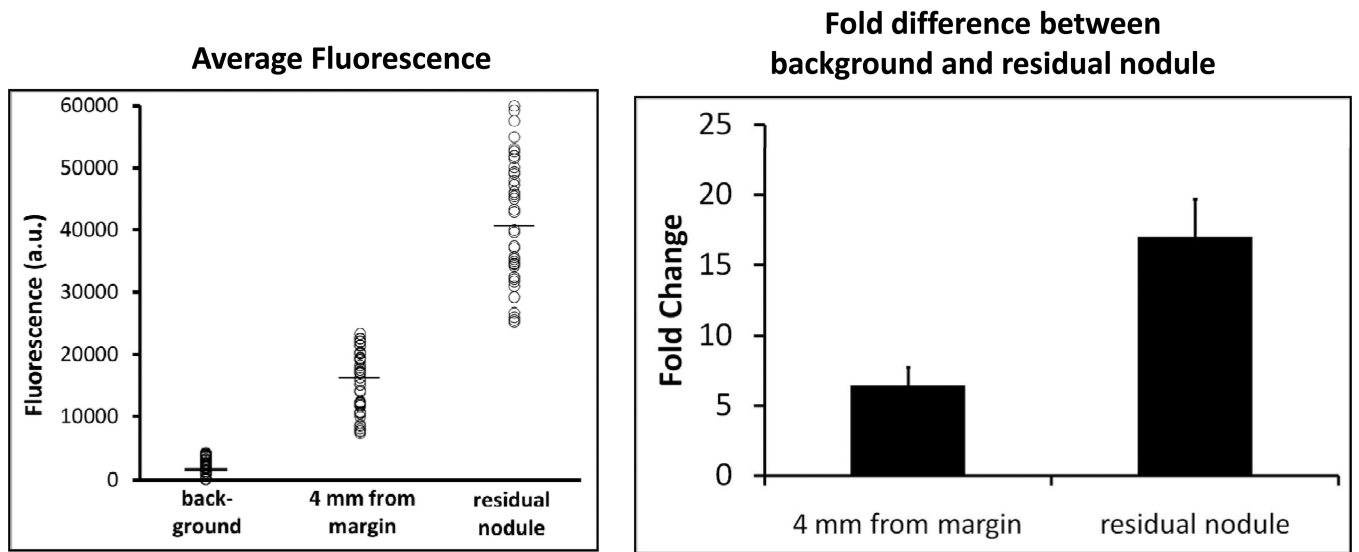 Average Fluorescence
Fluorescence (a.u.)
60000
50000
40000
30000
20000
10000
0
back-
ground
4 mm from
margin
residual
nodule
Fold difference between
background and residual nodule
Fold Change
25
20
15
10
5
0
4 mm from margin
residual nodule